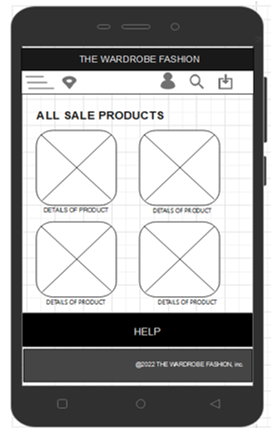 THE WARDROBE FASHION
ALL SALE PRODUCTS
DETAILS OF PRODUCT
DETAILS OF PRODUCT
DETAILS OF PRODUCT
DETAILS OF PRODUCT
HELP
@2022 THE WARDROBE FASHION, inc.